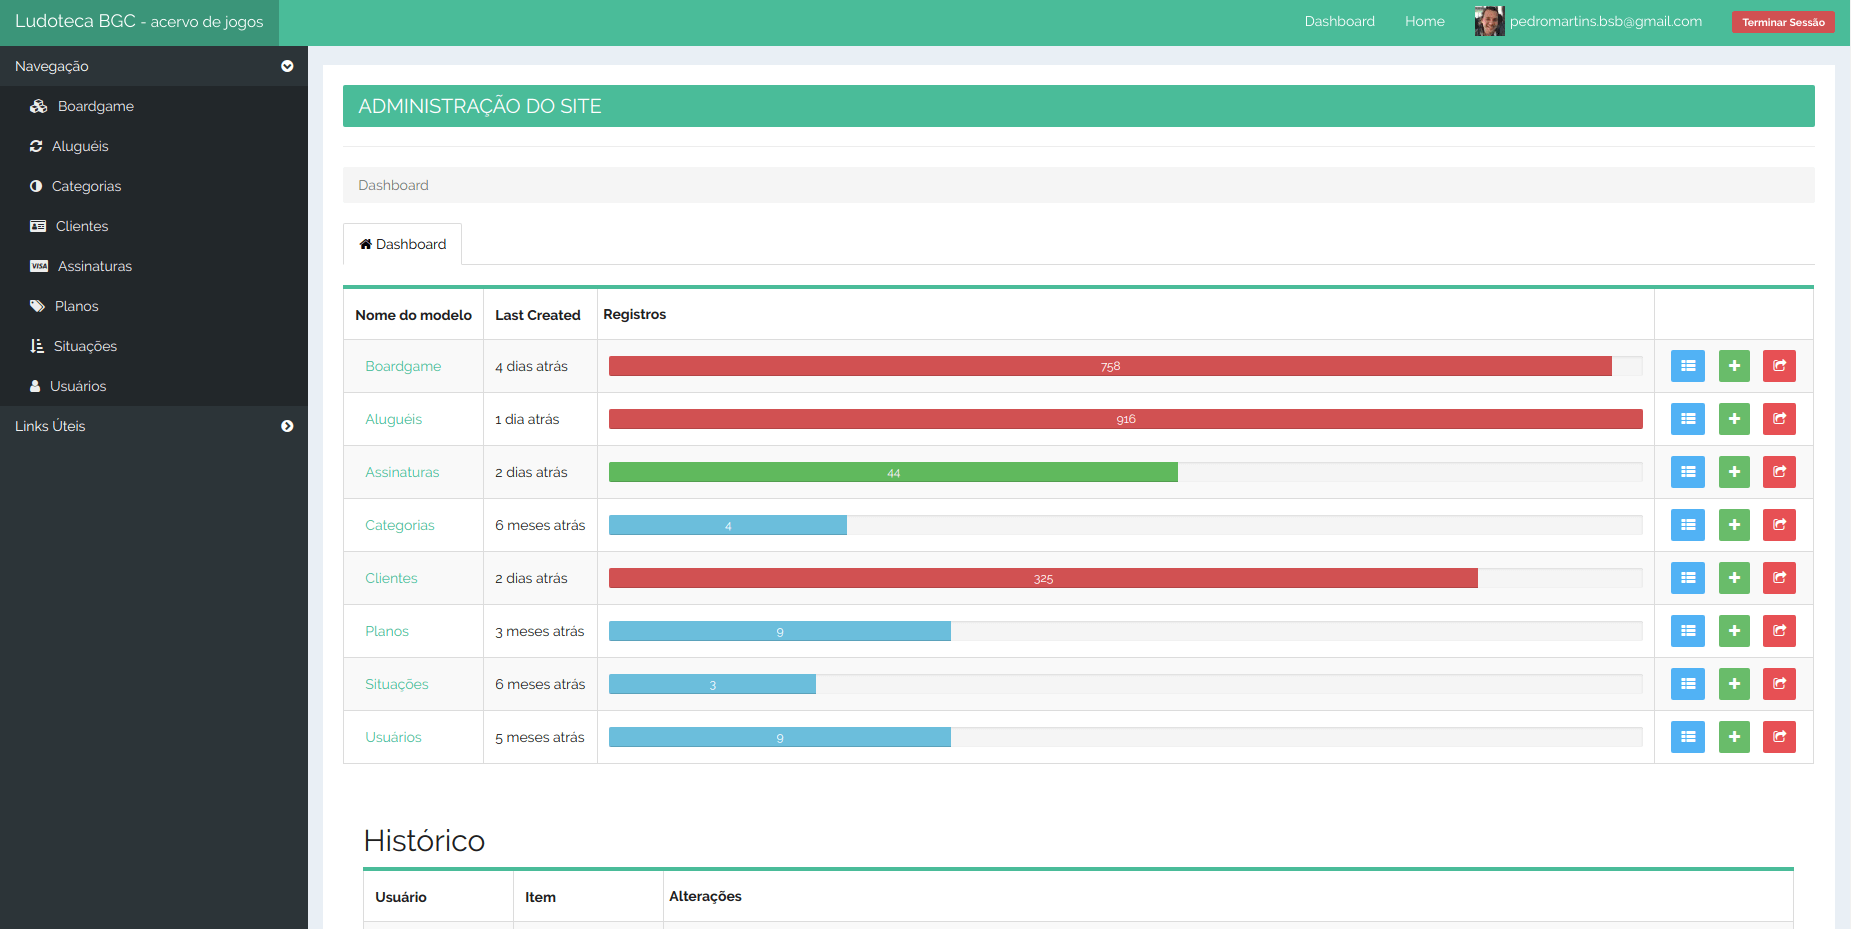 Ludoteca BGC - acervo de jogos
Dashboard
Home
pedromartins.bsb@gmail.com
Terminar Sessão
Navegação
Boardgame
Aluguéis
Categorias
Clientes
VISA Assinaturas
Planos
Situações
Usuários
Links Úteis
ADMINISTRAÇÃO DO SITE
Dashboard
Dashboard
Nome do modelo Last Created Registros
Boardgame 4 dias atrás 758
Aluguéis 1 dia atrás 916
Assinaturas 2 dias atrás 44
Categorias 6 meses atrás 4
Clientes 2 dias atrás 325
Planos 3 meses atrás 9
Situações 6 meses atrás 3
Usuários 5 meses atrás 9
Histórico
Usuário Item Alterações